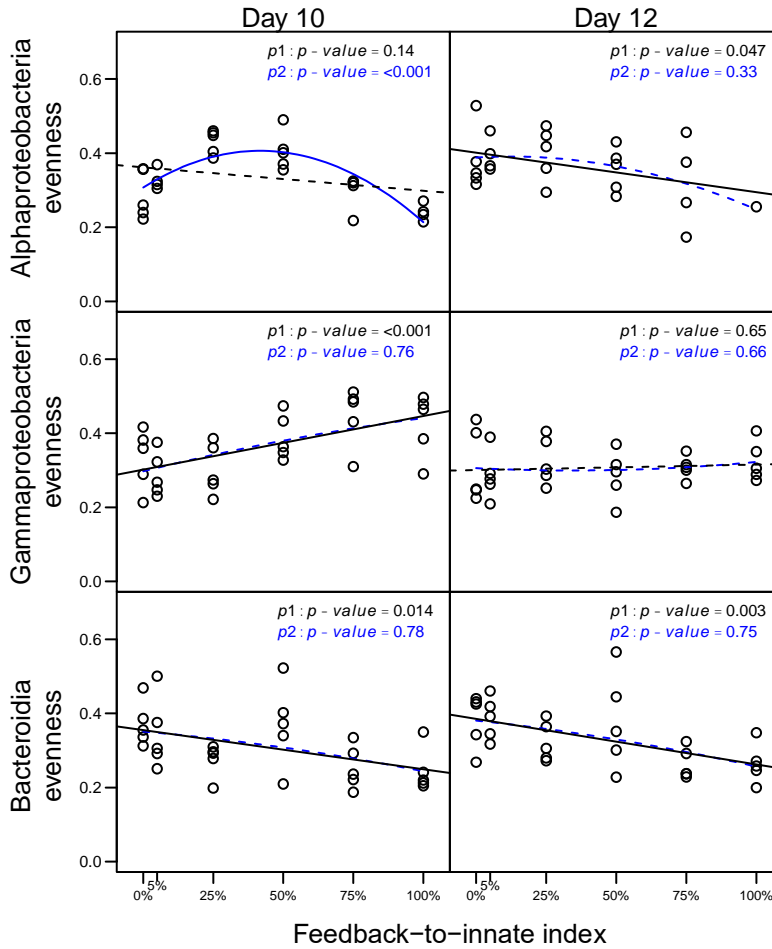 Day 10
Day 12
Alphaproteobacteria
evenness
0.6
0.4
0.2
0.0
p1 : p − value = 0.14
p2 : p − value = <0.001
p1 : p − value = 0.047
p2 : p − value = 0.33
Gammaproteobacteria
evenness
0.6
0.4
0.2
0.0
p1 : p − value = <0.001
p2 : p − value = 0.76
p1 : p − value = 0.65
p2 : p − value = 0.66
Bacteroidia
evenness
0.6
0.4
0.2
0.0
p1 : p − value = 0.014
p2 : p − value = 0.78
p1 : p − value = 0.003
p2 : p − value = 0.75
0% 5% 25% 50% 75% 100%
0% 5% 25% 50% 75% 100%
Feedback−to−innate index